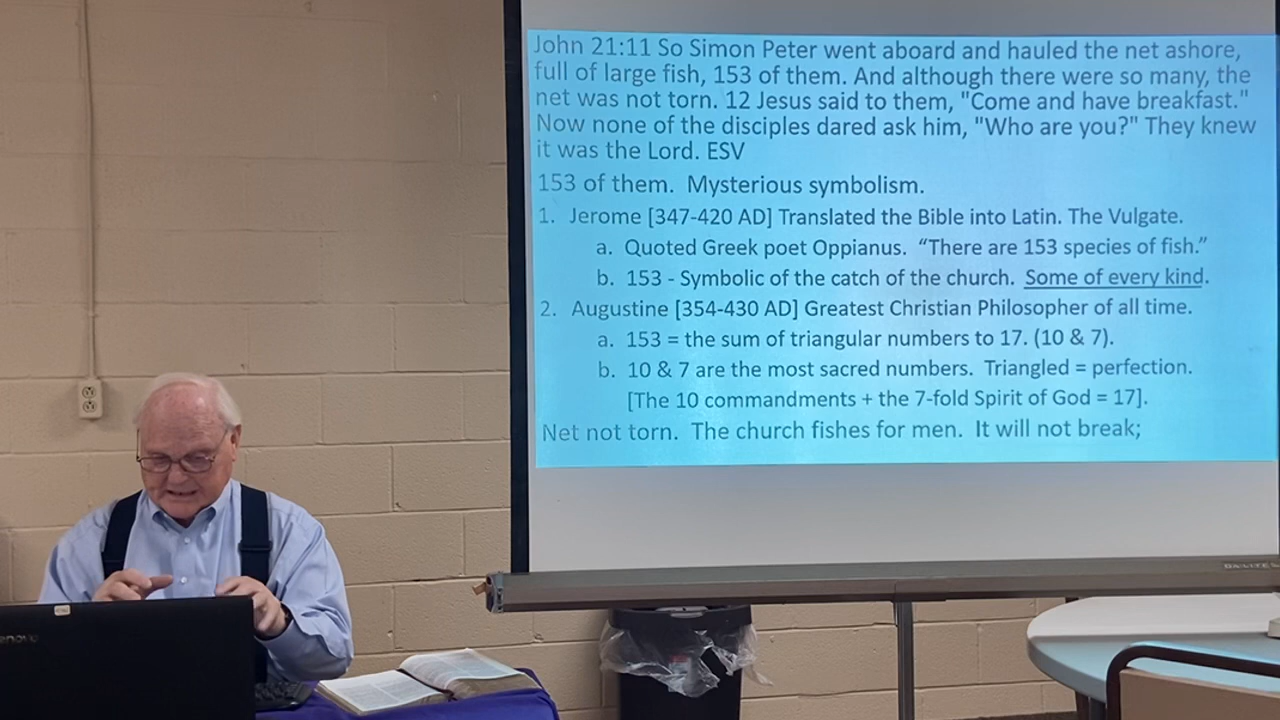 John 21:11 So Simon Peter went aboard and hauled the net ashore,
full of large fish, 153 of them. And although there were so many, the
net was not torn. 12 Jesus said to them, "Come and have breakfast."
Now none of the disciples dared ask him, "Who are you?" They knew
it was the Lord. ESV
153 of them. Mysterious symbolism.
1. Jerome [347-420 AD] Translated the Bible into Latin. The Vulgate.
a. Quoted Greek poet Oppianus. “There are 153 species of fish.”
b. 153 - Symbolic of the catch of the church. Some of every kind.
2. Augustine [354-430 AD] Greatest Christian Philosopher of all time.
a. 153 = the sum of triangular numbers to 17. (10 & 7).
b. 10 & 7 are the most sacred numbers. Triangled = perfection.
[The 10 commandments + the 7-fold Spirit of God = 17].
Net not torn. The church fishes for men. It will not break;
DA-LITE
enovo